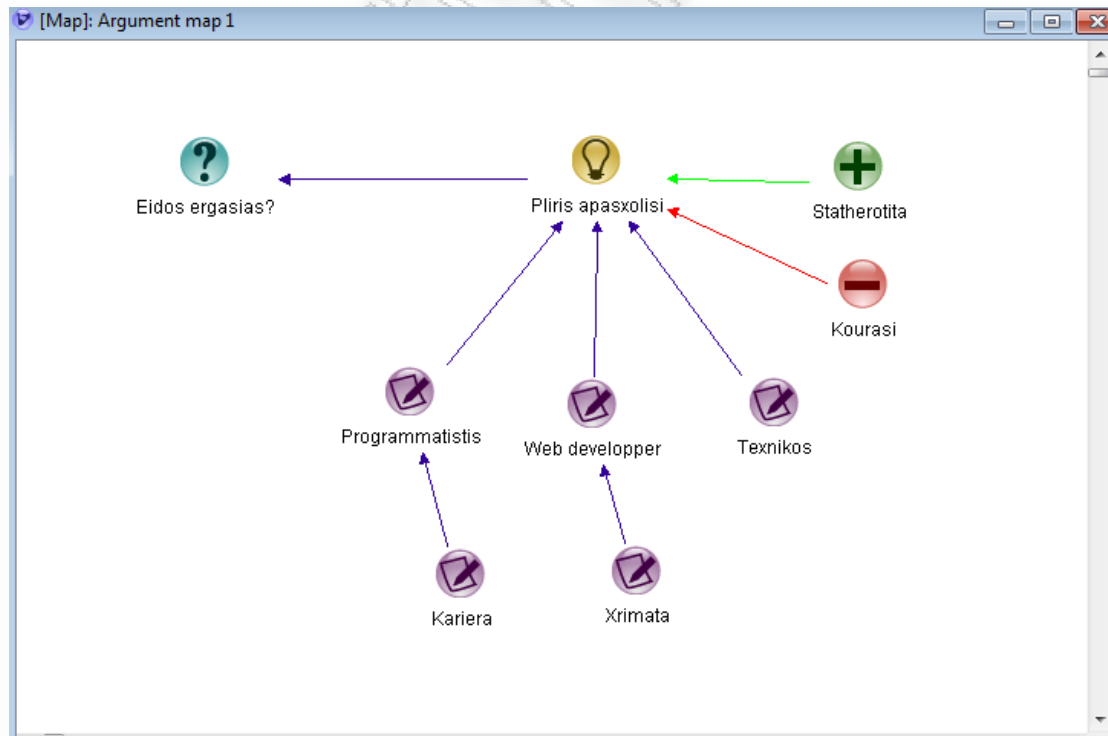 [Map]: Argument map 1
Eidos ergasias?
Pliris apasxolisi
Statherotita
Kourasi
Programmatistis
Web developper
Texnikos
Kariera
Xrimata